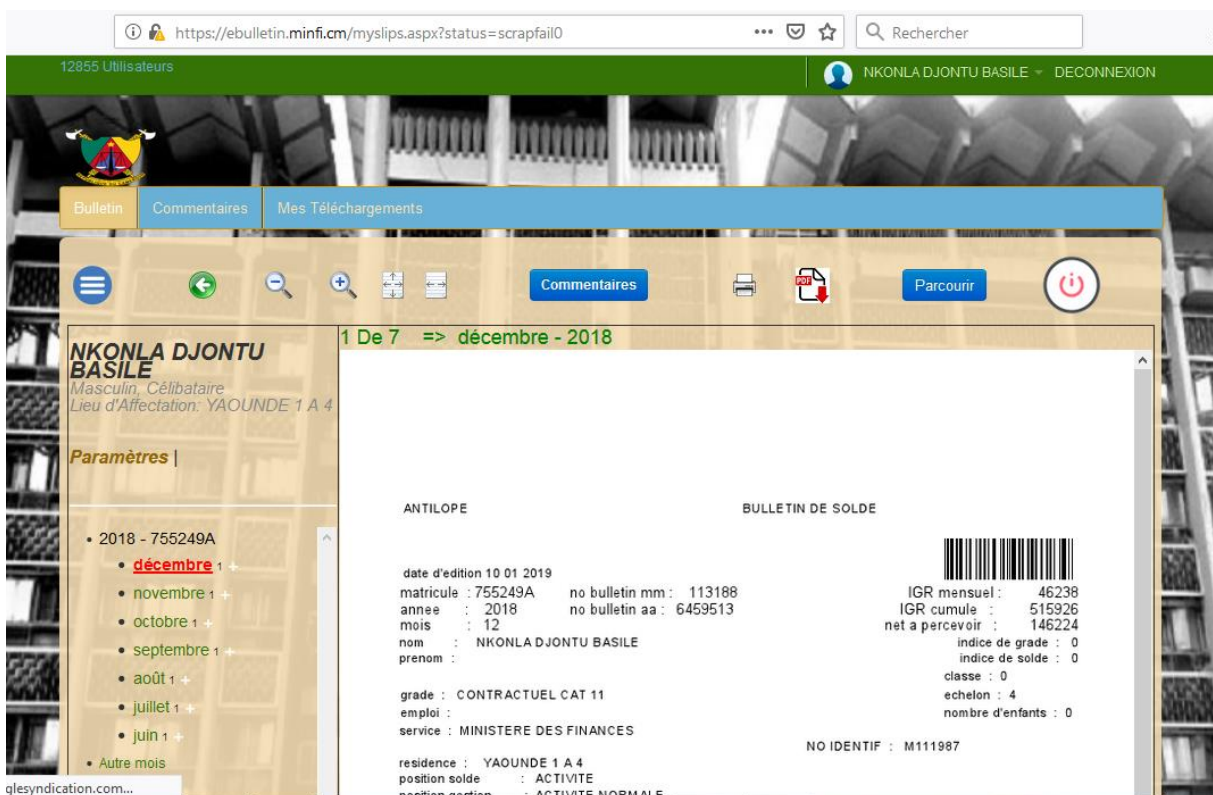 https://ebulletin.minfi.cm/myslips.aspx?status=scrapfail0
Rechercher
12855 Utilisateurs
NKONLA DJONTU BASILE DECONNEXION
Bulletin Commentaires Mes Téléchargements
Commentaires PDF Parcourir
1 De 7 => décembre - 2018
NKONLA DJONTU
BASILE
Masculin, Célibataire
Lieu d'Affectation: YAOUNDE 1 A 4
Paramètres |
2018 - 755249A
décembre 1 +
novembre 1 +
octobre 1 +
septembre 1 +
août 1 +
juillet 1 +
juin 1 +
Autre mois
glesyndication.com...
ANTILOPE BULLETIN DE SOLDE
date d'edition 10 01 2019
matricule : 755249A no bulletin mm : 113188 IGR mensuel : 46238
annee : 2018 no bulletin aa : 6459513 IGR cumule : 515926
mois : 12 net a percevoir : 146224
nom : NKONLA DJONTU BASILE indice de grade : 0
prenom : indice de solde : 0
classe : 0
grade : CONTRACTUEL CAT 11 echelon : 4
emploi : nombre d'enfants : 0
service : MINISTERE DES FINANCES
NO IDENTIF : M111987
residence : YAOUNDE 1 A 4
position solde : ACTIVITE
position gestion : ACTIVITE NORMALE